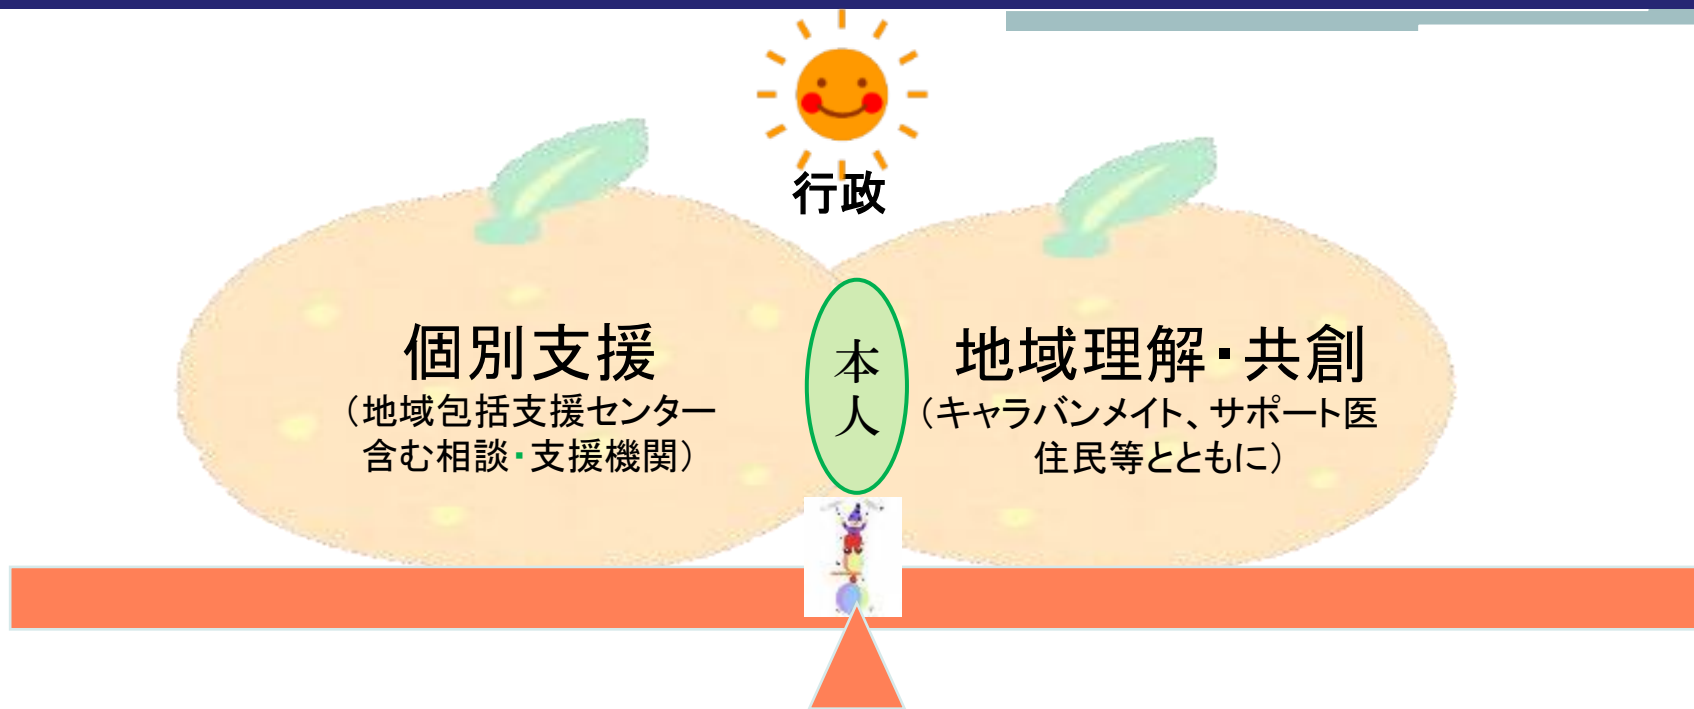 行政
個別支援
（地域包括支援センター
含む相談・支援機関）
本人
地域理解・共創
（キャラバンメイト、サポート医
住民等とともに）